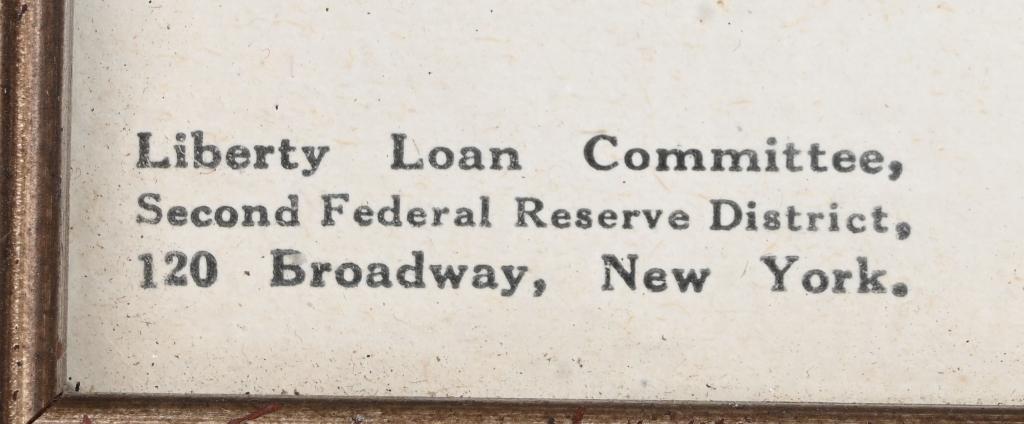 Liberty Loan Committee,
Second Federal Reserve District,
120 Broadway, New York.